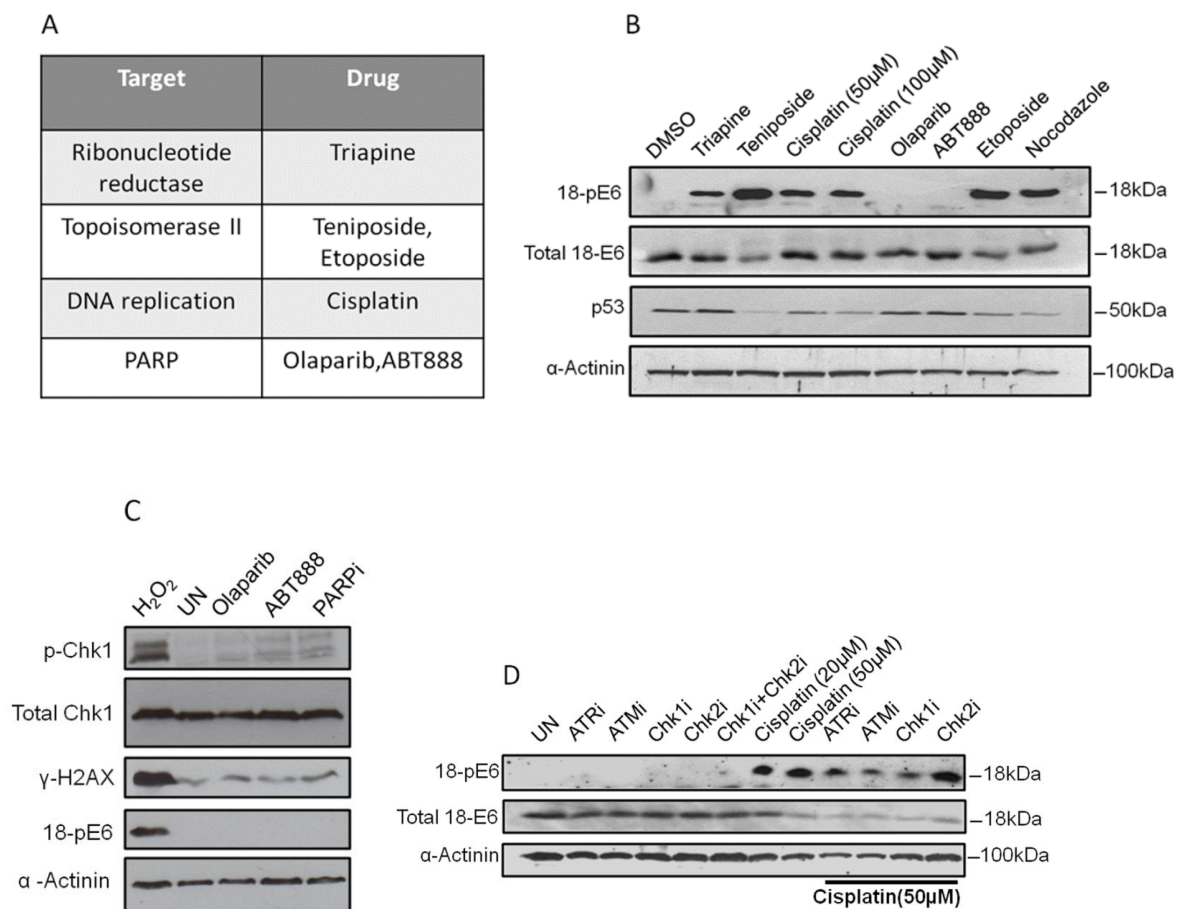 A
Target Drug
Ribonucleotide reductase Triapine
Topoisomerase II Teniposide, Etoposide
DNA replication Cisplatin
PARP Olaparib,ABT888
B
DMSO
Triapine
Teniposide
Cisplatin (50µM)
Cisplatin (100µM)
Olaparib
ABT888
Etoposide
Nocodazole
18-pE6 –18kDa
Total 18-E6 –18kDa
p53 –50kDa
α-Actinin –100kDa
C
H₂O₂
UN
Olaparib
ABT888
PARPi
p-Chk1
Total Chk1
γ-H2AX
18-pE6
α -Actinin
D
UN
ATRi
ATMi
Chk1i
Chk2i
Chk1i+Chk2i
Cisplatin (20µM)
Cisplatin (50µM)
ATRi
ATMi
Chk1i
Chk2i
18-pE6 –18kDa
Total 18-E6 –18kDa
α-Actinin –100kDa
Cisplatin(50µM)